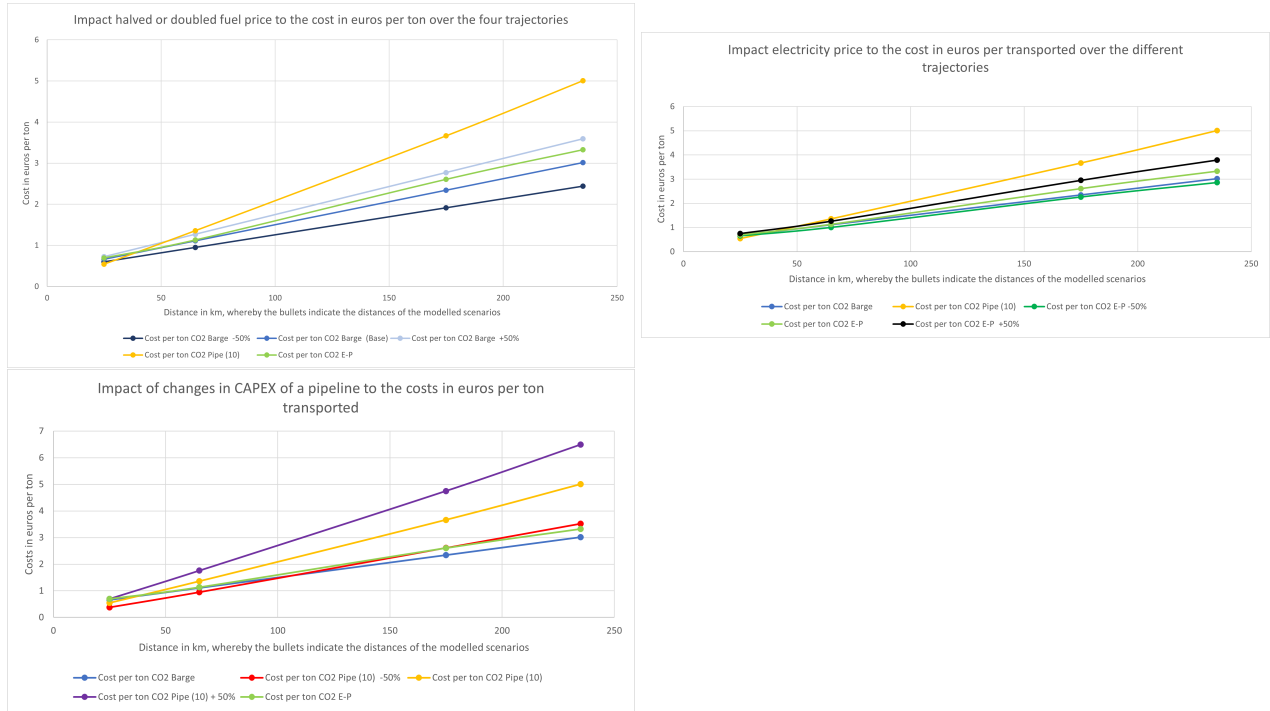 Impact halved or doubled fuel price to the cost in euros per ton over the four trajectories
6
5
4
3
2
1
0
Cost in euros per ton
0 50 100 150 200 250
Distance in km, whereby the bullets indicate the distances of the modelled scenarios
Cost per ton CO2 Barge -50% Cost per ton CO2 Barge (Base) Cost per ton CO2 Barge +50%
Cost per ton CO2 Pipe (10) Cost per ton CO2 E-P
Impact electricity price to the cost in euros per transported over the different
trajectories
6
5
4
3
2
1
0
Cost in euros per ton
0 50 100 150 200 250
Distance in km, whereby the bullets indicate the distances of the modelled scenarios
Cost per ton CO2 Barge Cost per ton CO2 Pipe (10) Cost per ton CO2 E-P -50%
Cost per ton CO2 E-P Cost per ton CO2 E-P +50%
Impact of changes in CAPEX of a pipeline to the costs in euros per ton
transported
7
6
5
4
3
2
1
0
Costs in euros per ton
0 50 100 150 200 250
Distance in km, whereby the bullets indicate the distances of the modelled scenarios
Cost per ton CO2 Barge Cost per ton CO2 Pipe (10) -50% Cost per ton CO2 Pipe (10)
Cost per ton CO2 Pipe (10) + 50% Cost per ton CO2 E-P